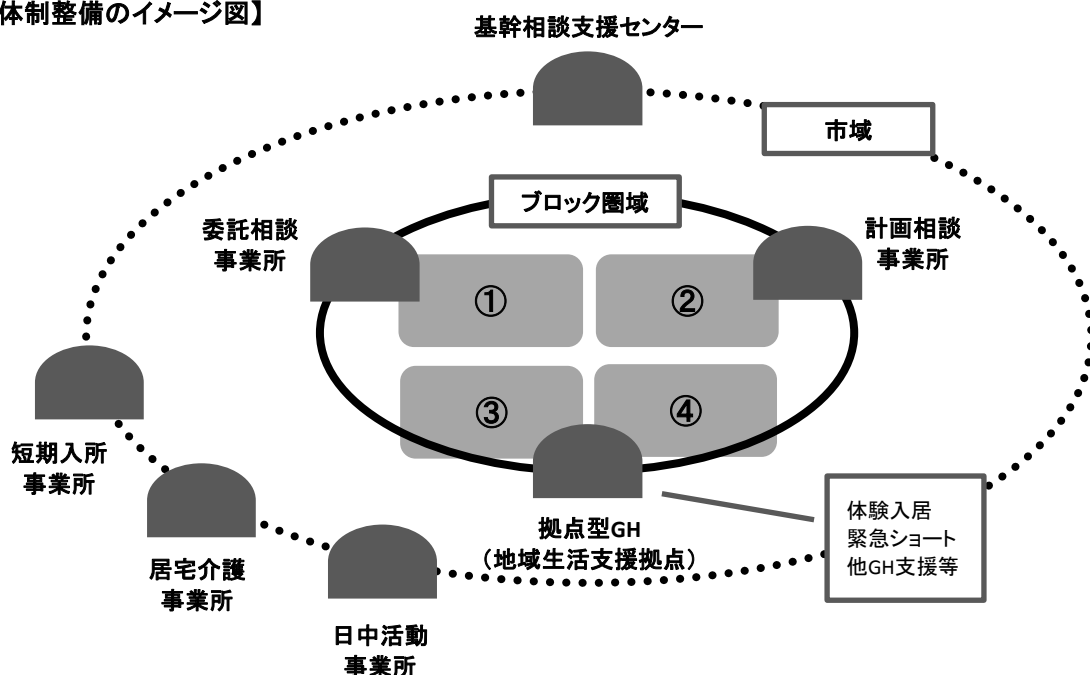 体制整備のイメージ図】
基幹相談支援センター
市域
ブロック圏域
委託相談
事業所
計画相談
事業所
①
②
③
④
短期入所
事業所
拠点型GH
（地域生活支援拠点）
体験入居
緊急ショート
他GH支援等
居宅介護
事業所
日中活動
事業所